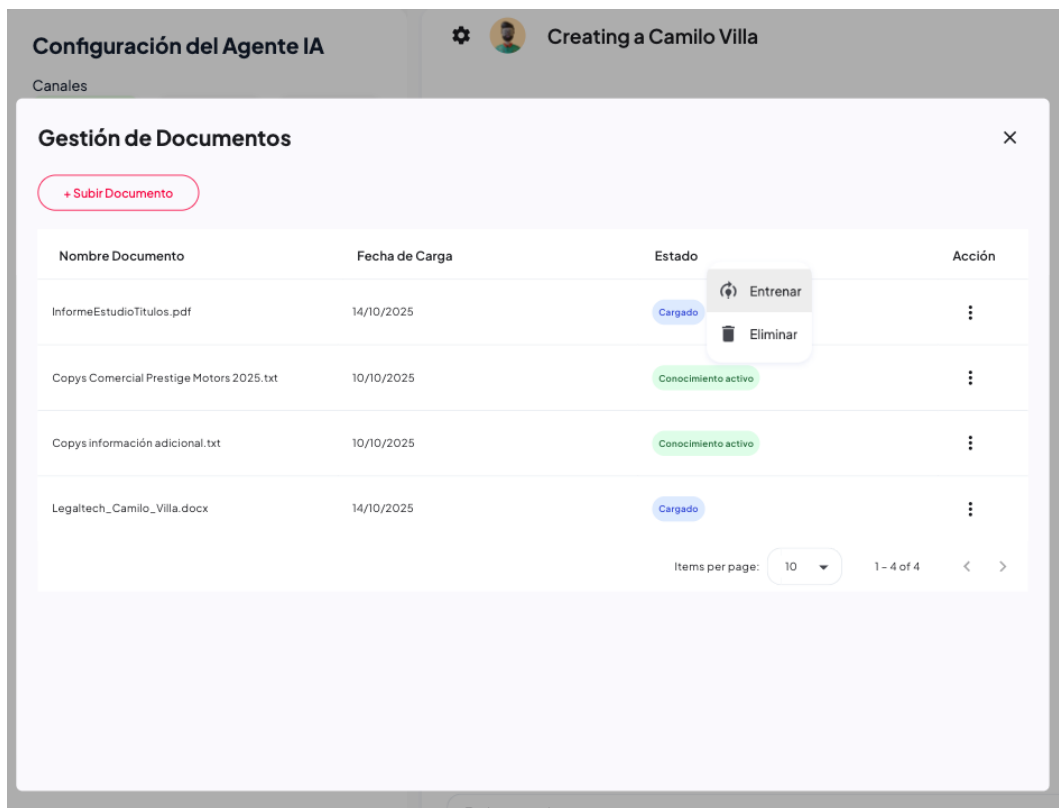 Configuración del Agente IA
Creating a Camilo Villa
Canales
Gestión de Documentos
+ Subir Documento
Nombre Documento Fecha de Carga Estado Acción
InformeEstudioTitulos.pdf 14/10/2025 Cargado
Entrenar
Eliminar
Copys Comercial Prestige Motors 2025.txt 10/10/2025 Conocimiento activo
Copys información adicional.txt 10/10/2025 Conocimiento activo
Legaltech_Camilo_Villa.docx 14/10/2025 Cargado
Items per page: 10 1 – 4 of 4